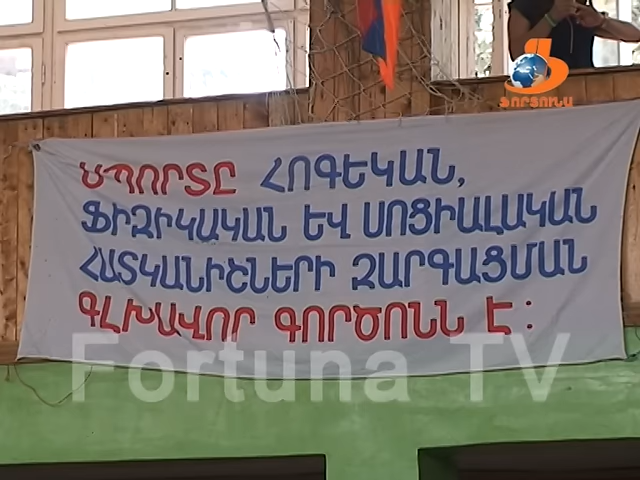 ՖՈՐՏՈՒՆԱ
ՍՊՈՐՏԸ ՀՈԳԵԿԱՆ,
ՖԻԶԻԿԱԿԱՆ ԵՎ ՍՈՑԻԱԼԱԿԱՆ
ՀԱՏԿԱՆԻՇՆԵՐԻ ԶԱՐԳԱՑՄԱՆ
ԳԼԽԱՎՈՐ ԳՈՐԾՈՆՆ Է :
Fortuna TV